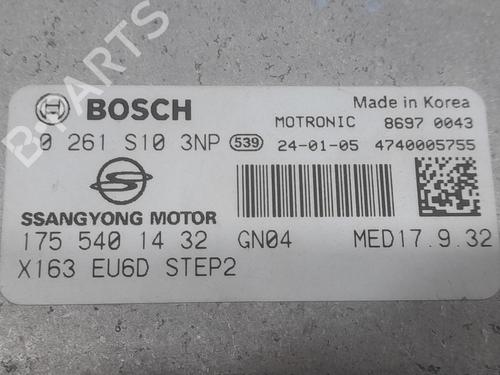 B-PARTS
BOSCH
Made in Korea
MOTRONIC 8697 0043
0 261 S10 3NP 539 24-01-05 4740005755
SSANGYONG MOTOR
175 540 14 32 GN04 MED17.9.32
X163 EU6D STEP2